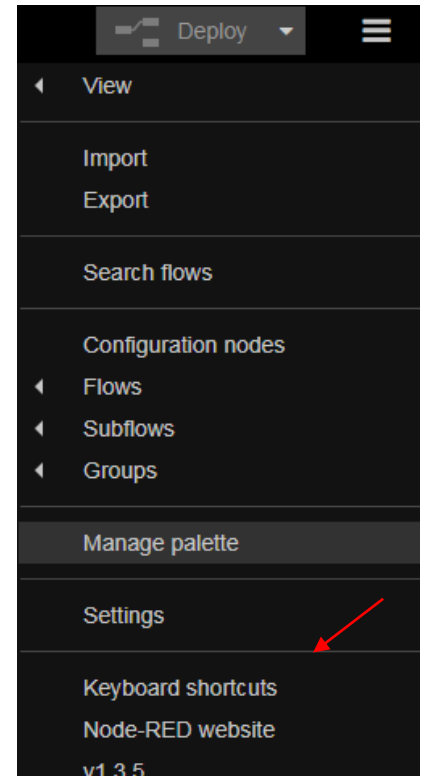 Deploy
View
Import
Export
Search flows
Configuration nodes
Flows
Subflows
Groups
Manage palette
Settings
Keyboard shortcuts
Node-RED website
v1.3.5